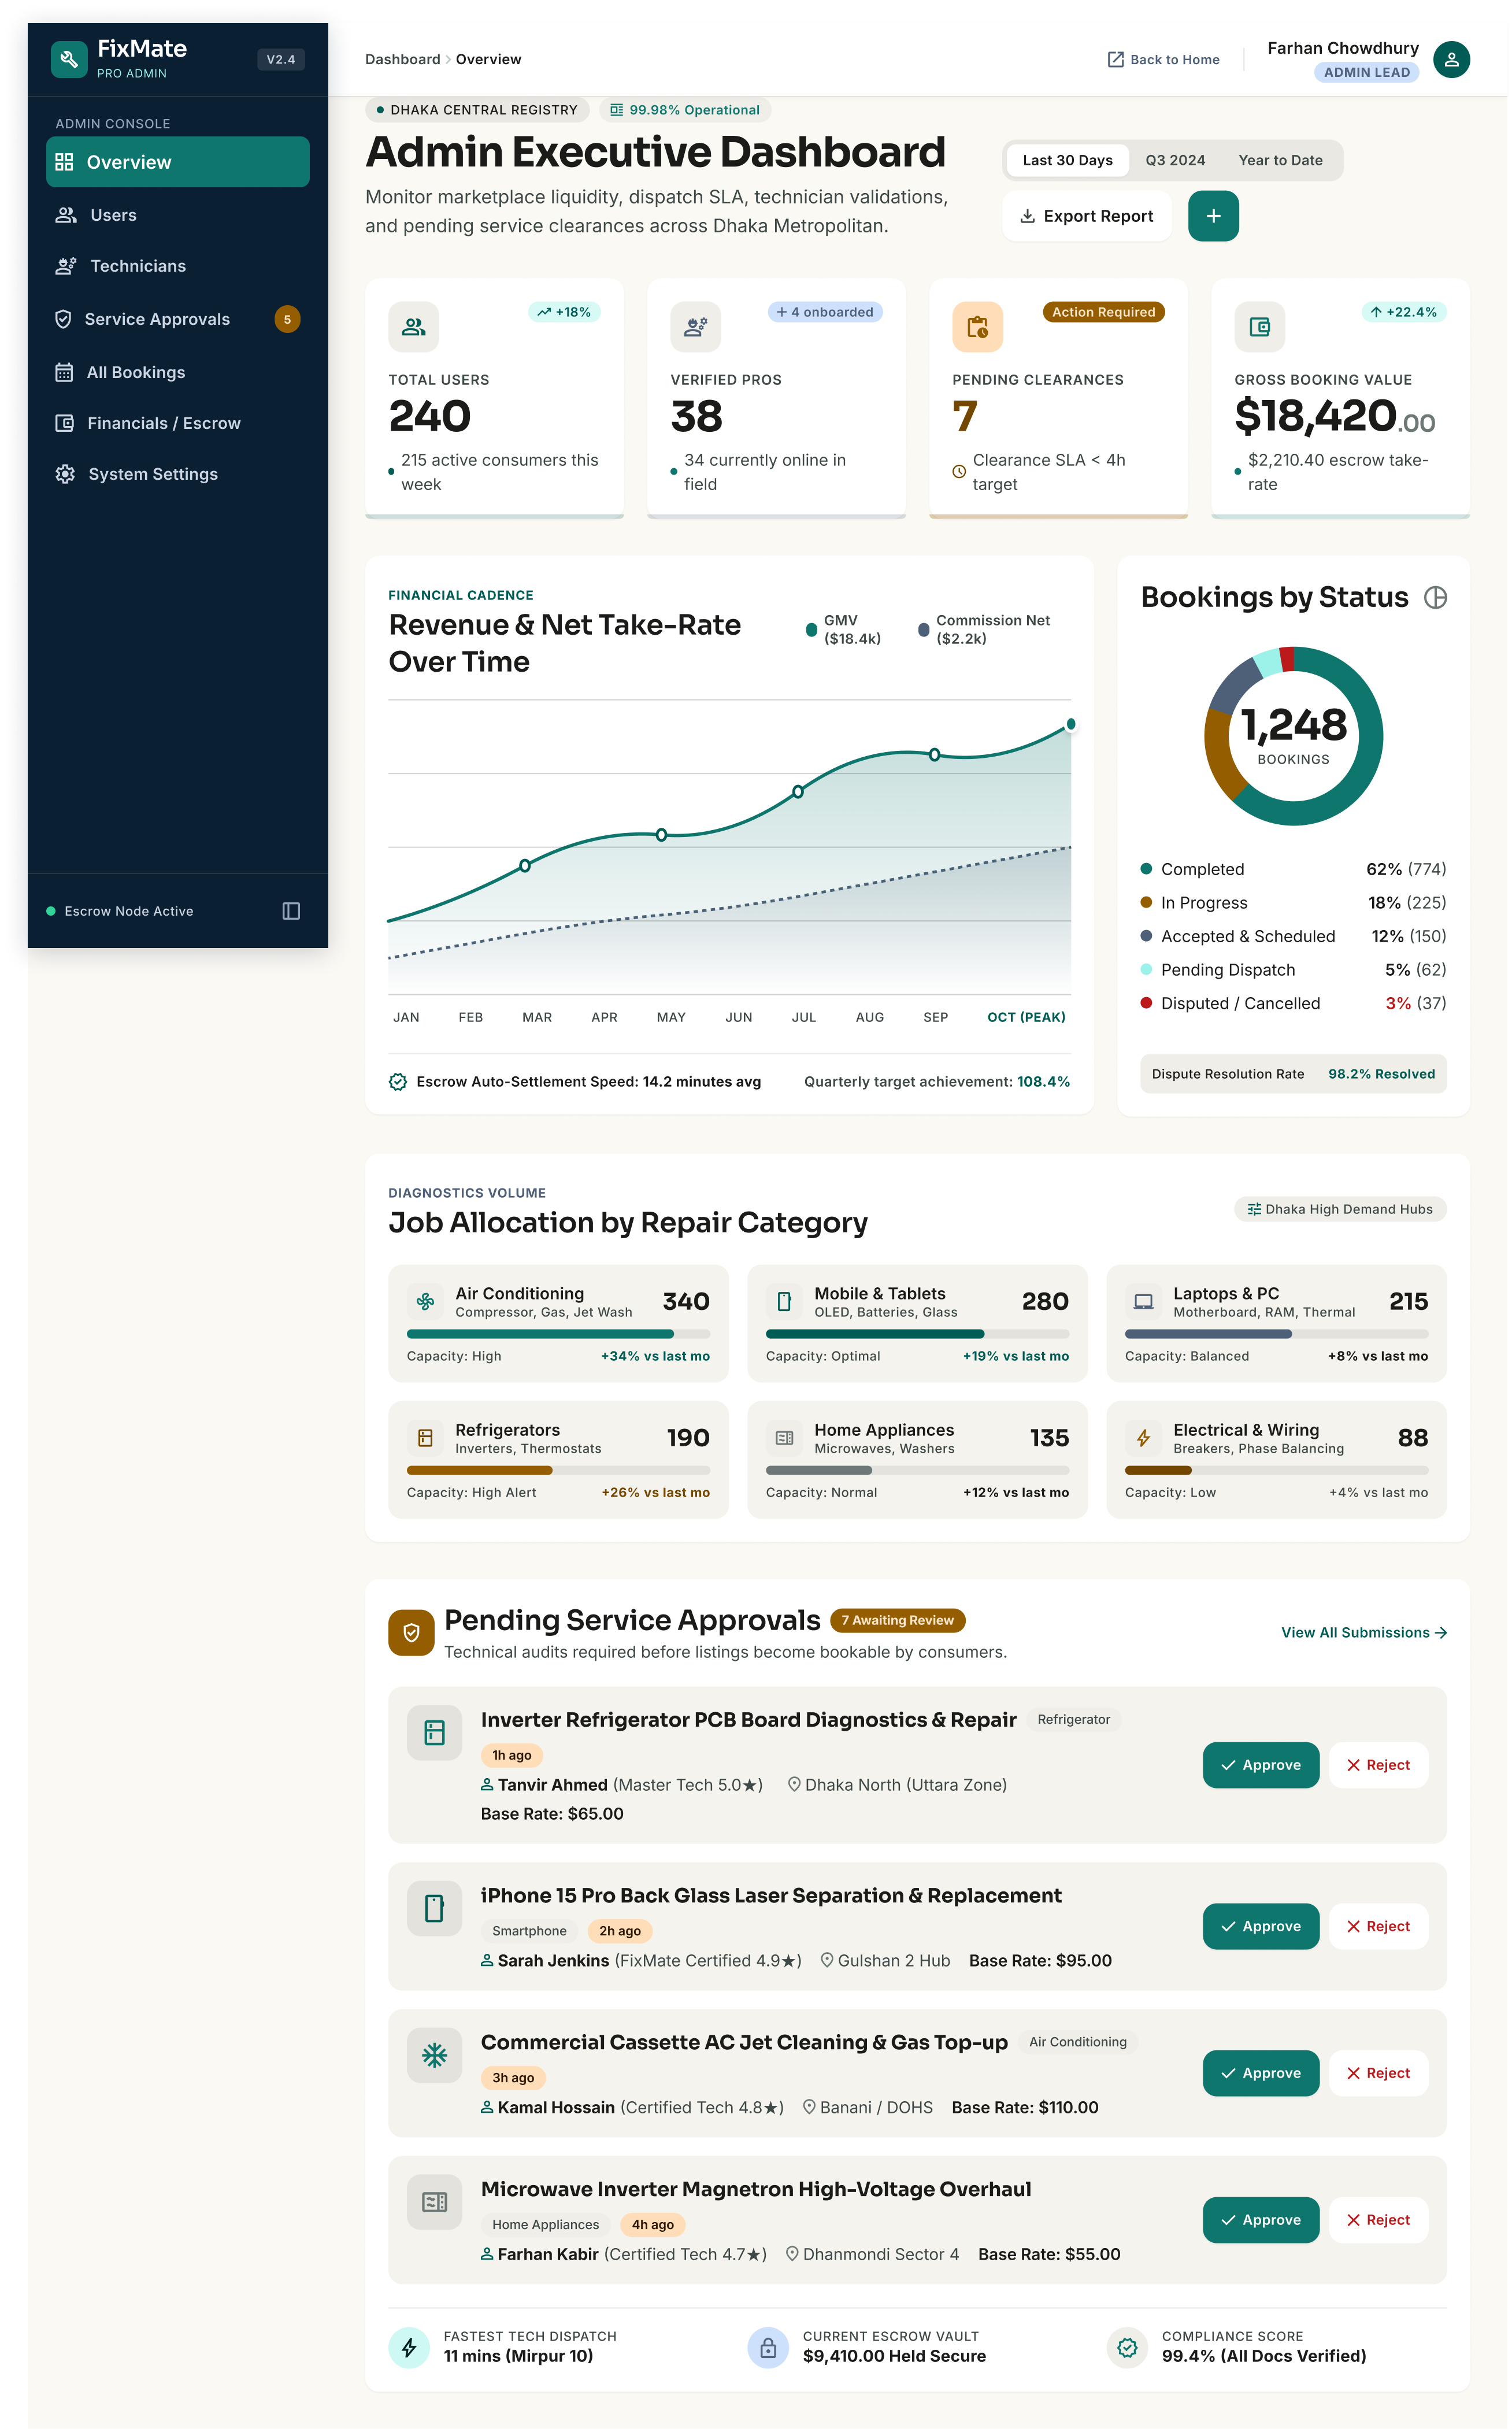 FixMate
PRO ADMIN
V2.4
ADMIN CONSOLE
Overview
Users
Technicians
Service Approvals
5
All Bookings
Financials / Escrow
System Settings
Escrow Node Active
Dashboard > Overview
Back to Home
Farhan Chowdhury
ADMIN LEAD
DHAKA CENTRAL REGISTRY
99.98% Operational
Admin Executive Dashboard
Monitor marketplace liquidity, dispatch SLA, technician validations,
and pending service clearances across Dhaka Metropolitan.
Last 30 Days
Q3 2024
Year to Date
Export Report
+
+18%
TOTAL USERS
240
215 active consumers this
week
+ 4 onboarded
VERIFIED PROS
38
34 currently online in
field
Action Required
PENDING CLEARANCES
7
Clearance SLA < 4h
target
+22.4%
GROSS BOOKING VALUE
$18,420.00
$2,210.40 escrow take-
rate
FINANCIAL CADENCE
Revenue & Net Take-Rate
Over Time
GMV
($18.4k)
Commission Net
($2.2k)
JAN FEB MAR APR MAY JUN JUL AUG SEP OCT (PEAK)
Escrow Auto-Settlement Speed: 14.2 minutes avg
Quarterly target achievement: 108.4%
Bookings by Status
1,248
BOOKINGS
Completed 62% (774)
In Progress 18% (225)
Accepted & Scheduled 12% (150)
Pending Dispatch 5% (62)
Disputed / Cancelled 3% (37)
Dispute Resolution Rate 98.2% Resolved
DIAGNOSTICS VOLUME
Job Allocation by Repair Category
Dhaka High Demand Hubs
Air Conditioning
Compressor, Gas, Jet Wash
340
Capacity: High
+34% vs last mo
Mobile & Tablets
OLED, Batteries, Glass
280
Capacity: Optimal
+19% vs last mo
Laptops & PC
Motherboard, RAM, Thermal
215
Capacity: Balanced
+8% vs last mo
Refrigerators
Inverters, Thermostats
190
Capacity: High Alert
+26% vs last mo
Home Appliances
Microwaves, Washers
135
Capacity: Normal
+12% vs last mo
Electrical & Wiring
Breakers, Phase Balancing
88
Capacity: Low
+4% vs last mo
Pending Service Approvals
7 Awaiting Review
Technical audits required before listings become bookable by consumers.
View All Submissions →
Inverter Refrigerator PCB Board Diagnostics & Repair
Refrigerator
1h ago
Tanvir Ahmed (Master Tech 5.0★)
Dhaka North (Uttara Zone)
Base Rate: $65.00
Approve
Reject
iPhone 15 Pro Back Glass Laser Separation & Replacement
Smartphone
2h ago
Sarah Jenkins (FixMate Certified 4.9★)
Gulshan 2 Hub
Base Rate: $95.00
Approve
Reject
Commercial Cassette AC Jet Cleaning & Gas Top-up
Air Conditioning
3h ago
Kamal Hossain (Certified Tech 4.8★)
Banani / DOHS
Base Rate: $110.00
Approve
Reject
Microwave Inverter Magnetron High-Voltage Overhaul
Home Appliances
4h ago
Farhan Kabir (Certified Tech 4.7★)
Dhanmondi Sector 4
Base Rate: $55.00
Approve
Reject
FASTEST TECH DISPATCH
11 mins (Mirpur 10)
CURRENT ESCROW VAULT
$9,410.00 Held Secure
COMPLIANCE SCORE
99.4% (All Docs Verified)